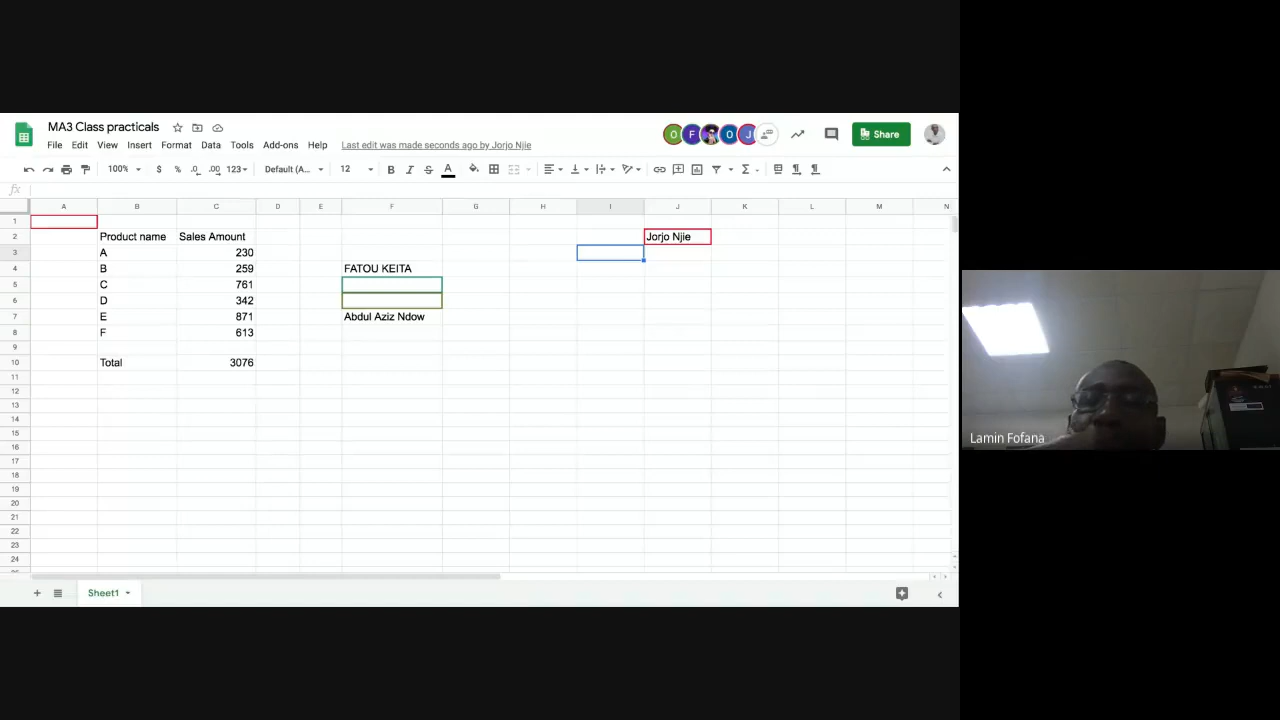 MA3 Class practicals
File Edit View Insert Format Data Tools Add-ons Help Last edit was made seconds ago by Jorjo Njie
O F O J Share
100% $ % .0 .00 123 Default (A... 12 B I S A
fx
A B C D E F G H I J K L M N
1
2 Product name Sales Amount Jorjo Njie
3 A 230
4 B 259 FATOU KEITA
5 C 761
6 D 342
7 E 871 Abdul Aziz Ndow
8 F 613
9
10 Total 3076
11
12
13
14
15
16
17
18
19
20
21
22
23
24
Sheet1
Lamin Fofana